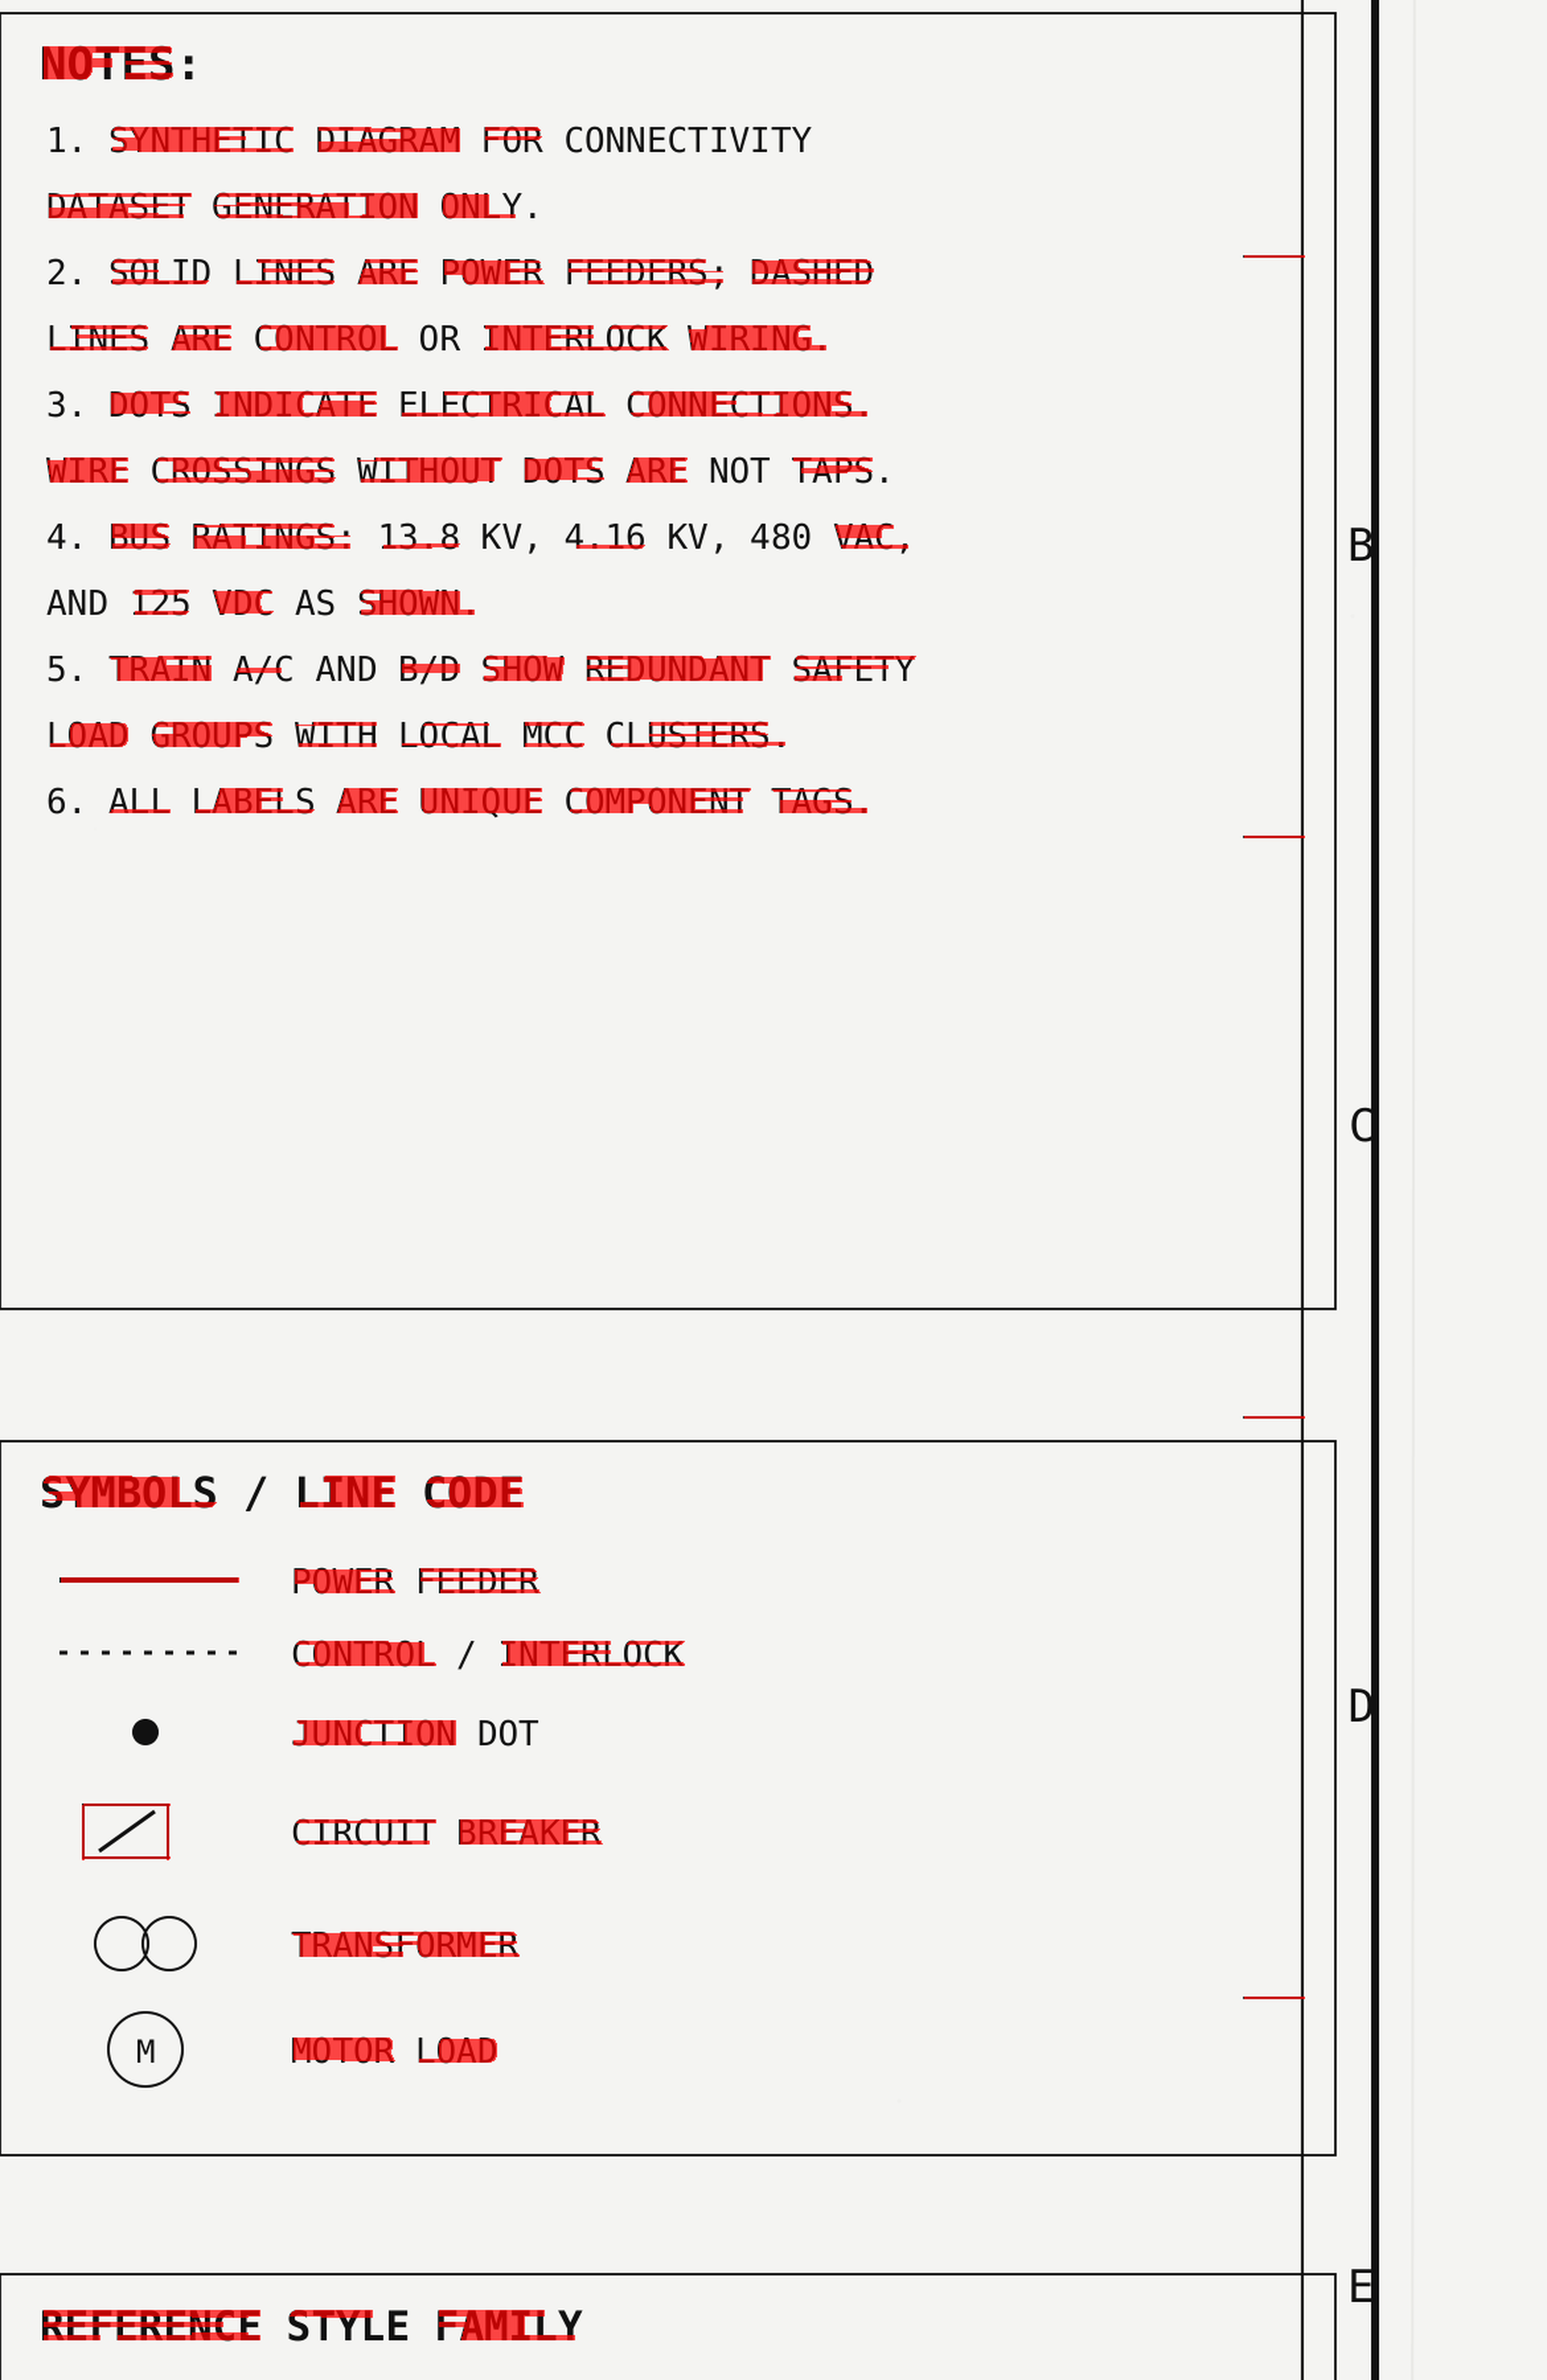 NOTES:
1. SYNTHETIC DIAGRAM FOR CONNECTIVITY
DATASET GENERATION ONLY.
2. SOLID LINES ARE POWER FEEDERS; DASHED
LINES ARE CONTROL OR INTERLOCK WIRING.
3. DOTS INDICATE ELECTRICAL CONNECTIONS.
WIRE CROSSINGS WITHOUT DOTS ARE NOT TAPS.
4. BUS RATINGS: 13.8 KV, 4.16 KV, 480 VAC,
B
AND 125 VDC AS SHOWN.
5. TRAIN A/C AND B/D SHOW REDUNDANT SAFETY
LOAD GROUPS WITH LOCAL MCC CLUSTERS.
6. ALL LABELS ARE UNIQUE COMPONENT TAGS.
C
SYMBOLS / LINE CODE
POWER FEEDER
CONTROL / INTERLOCK
D
JUNCTION DOT
CIRCUIT BREAKER
TRANSFORMER
M MOTOR LOAD
E
REFERENCE STYLE FAMILY